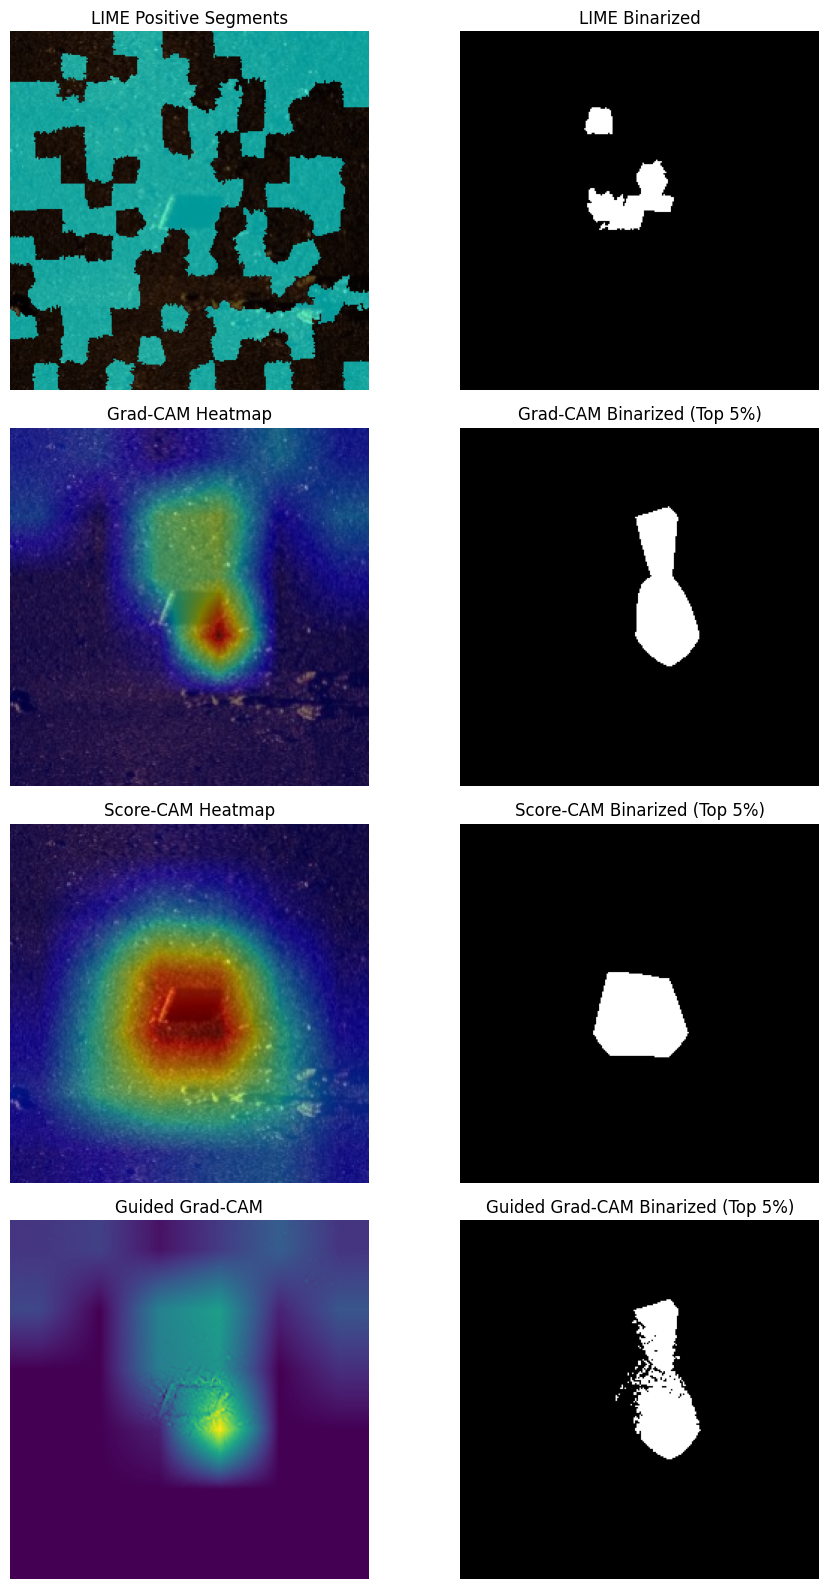 LIME Positive Segments
LIME Binarized
Grad-CAM Heatmap
Grad-CAM Binarized (Top 5%)
Score-CAM Heatmap
Score-CAM Binarized (Top 5%)
Guided Grad-CAM
Guided Grad-CAM Binarized (Top 5%)